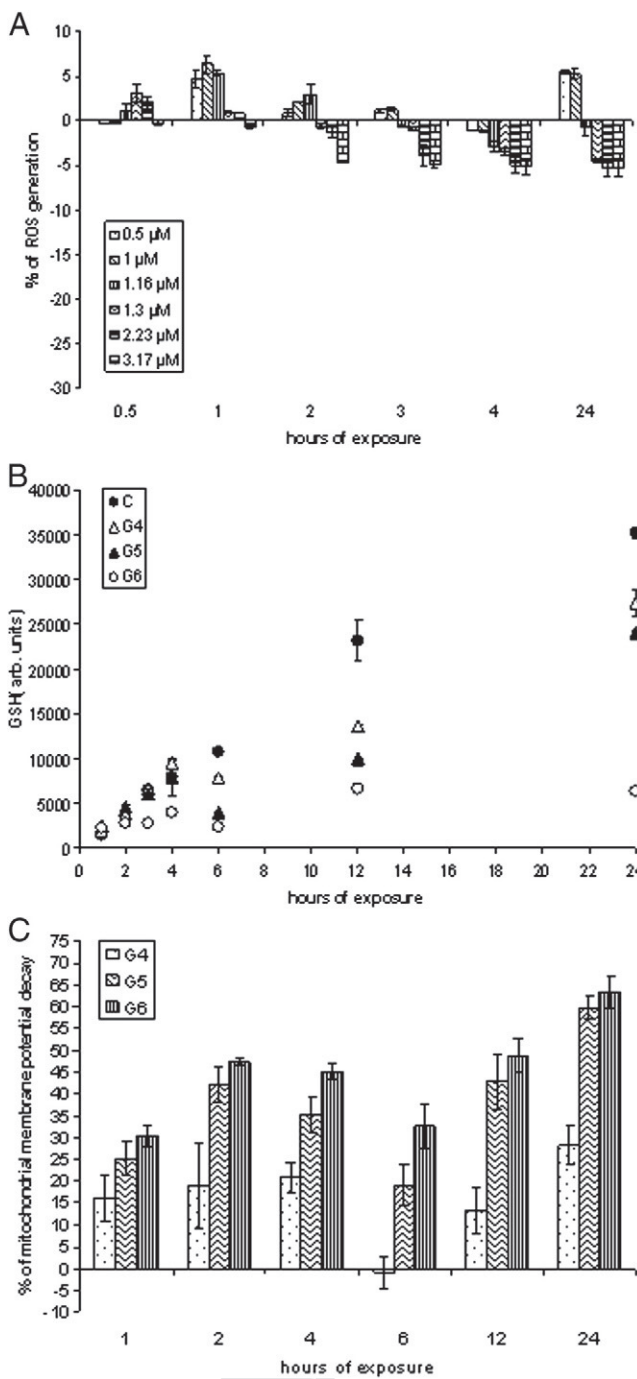 A
% of ROS generation
10
5
0
-5
-10
-15
-20
-25
-30
0.5 µM
1 µM
1.16 µM
1.3 µM
2.23 µM
3.17 µM
0.5 1 2 3 4 24
hours of exposure
B
GSH(arb. units)
40000
35000
30000
25000
20000
15000
10000
5000
0
C
G4
G5
G6
0 2 4 6 8 10 12 14 16 18 20 22 24
hours of exposure
C
% of mitochondrial membrane potential decay
75
70
65
60
55
50
45
40
35
30
25
20
15
10
5
0
-5
-10
G4
G5
G6
1 2 4 6 12 24
hours of exposure